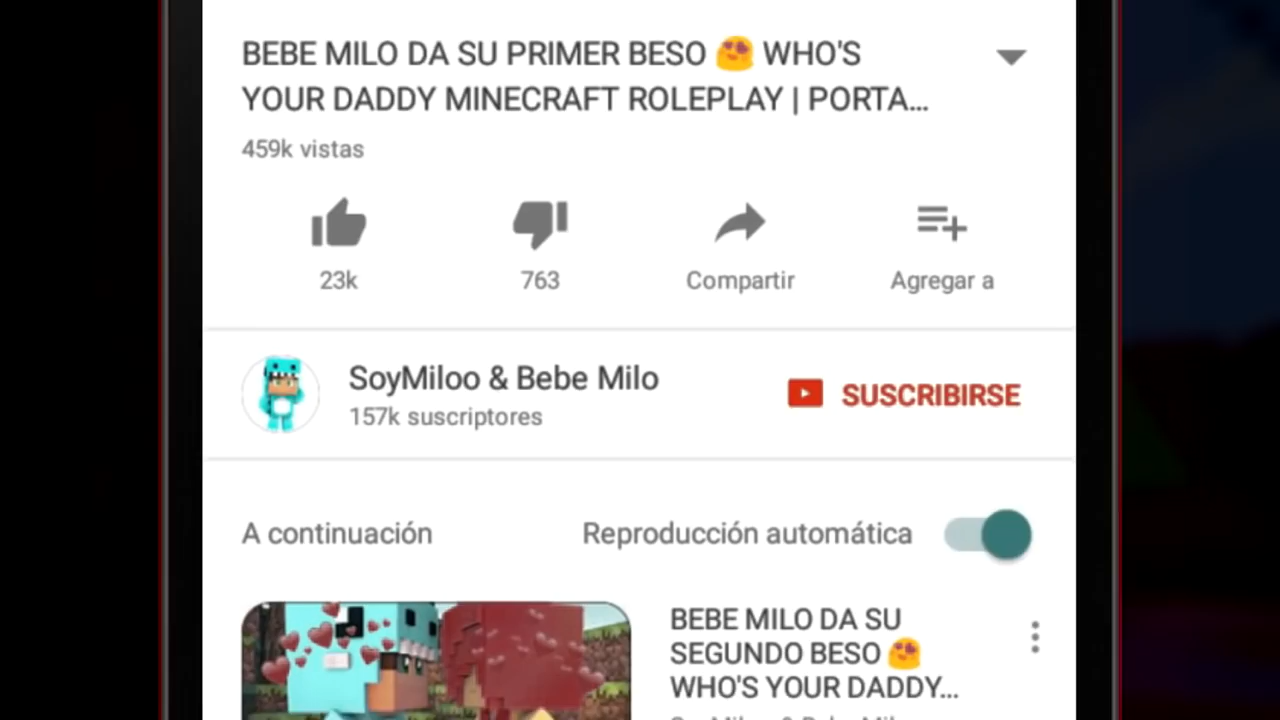 BEBE MILO DA SU PRIMER BESO 😍 WHO'S
YOUR DADDY MINECRAFT ROLEPLAY | PORTA...
459k vistas
23k
763
Compartir
Agregar a
SoyMiloo & Bebe Milo
157k suscriptores
SUSCRIBIRSE
A continuación
Reproducción automática
BEBE MILO DA SU
SEGUNDO BESO 😍
WHO'S YOUR DADDY...